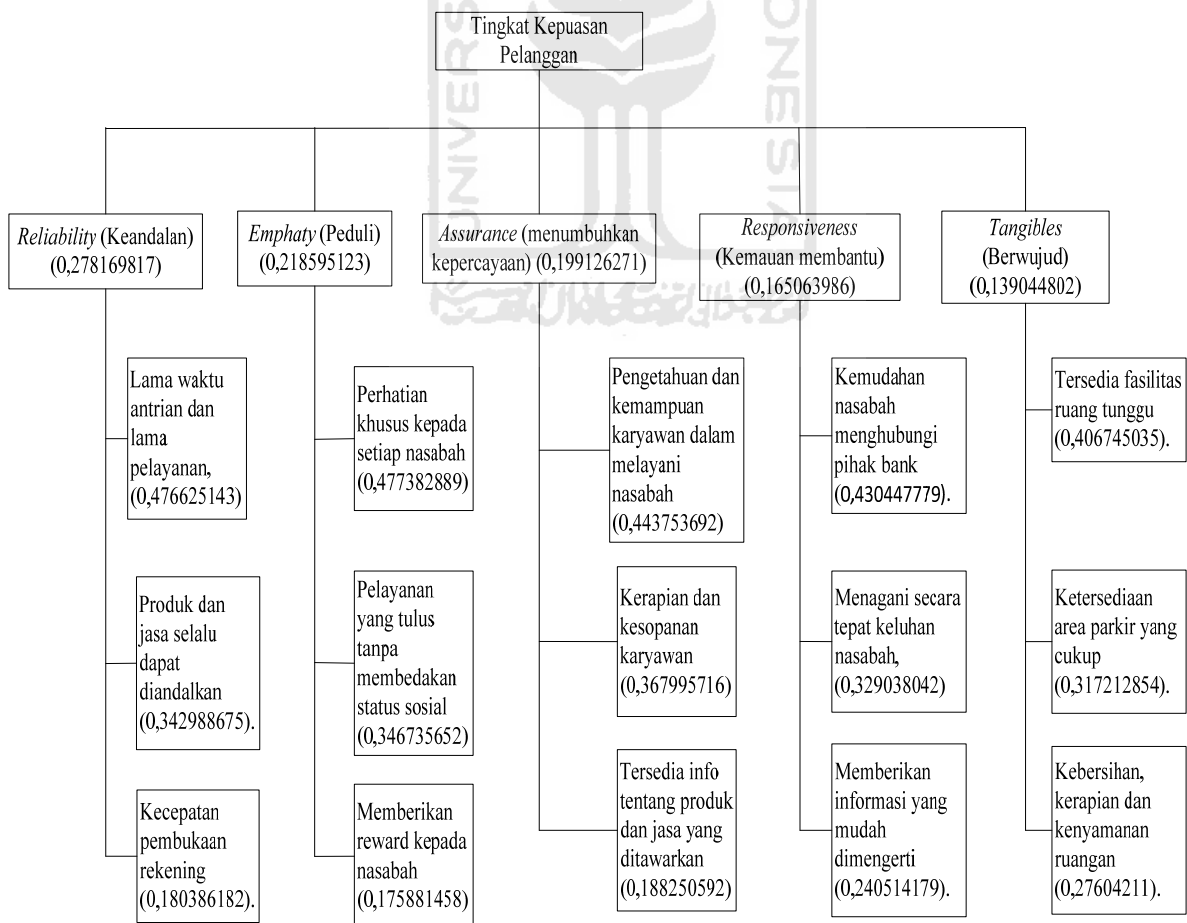 Tingkat Kepuasan
Pelanggan
UNIVERS
ONESIA
Reliability (Keandalan)
(0,278169817)
Emphaty (Peduli)
(0,218595123)
Assurance (menumbuhkan
kepercayaan) (0,199126271)
Responsiveness
(Kemauan membantu)
(0,165063986)
Tangibles
(Berwujud)
(0,139044802)
Lama waktu
antrian dan
lama
pelayanan,
(0,476625143)
Produk dan
jasa selalu
dapat
diandalkan
(0,342988675).
Kecepatan
pembukaan
rekening
(0,180386182).
Perhatian
khusus kepada
setiap nasabah
(0,477382889)
Pelayanan
yang tulus
tanpa
membedakan
status sosial
(0,346735652)
Memberikan
reward kepada
nasabah
(0,175881458)
Pengetahuan dan
kemampuan
karyawan dalam
melayani
nasabah
(0,443753692)
Kerapian dan
kesopanan
karyawan
(0,367995716)
Tersedia info
tentang produk
dan jasa yang
ditawarkan
(0,188250592)
Kemudahan
nasabah
menghubungi
pihak bank
(0,430447779).
Menagani secara
tepat keluhan
nasabah,
(0,329038042)
Memberikan
informasi yang
mudah
dimengerti
(0,240514179).
Tersedia fasilitas
ruang tunggu
(0,406745035).
Ketersediaan
area parkir yang
cukup
(0,317212854).
Kebersihan,
kerapian dan
kenyamanan
ruangan
(0,27604211).